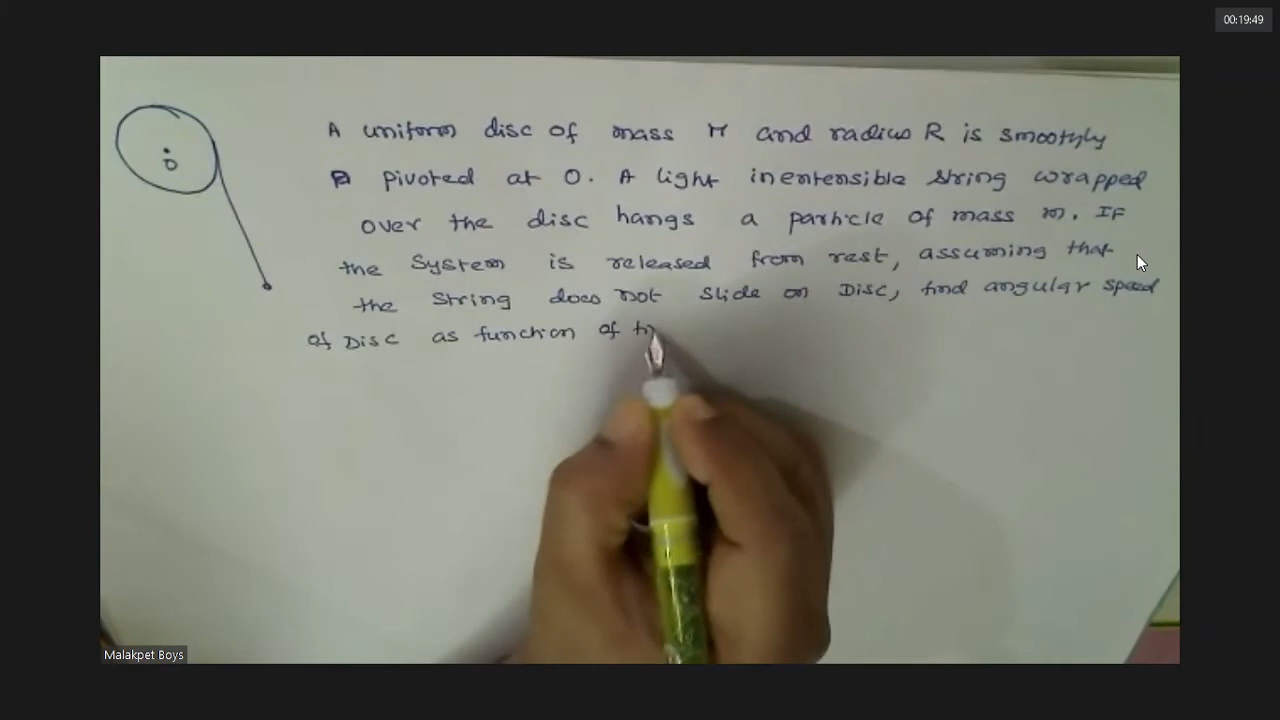 00:19:49
A uniform disc of mass M and radius R is smoothly
pivoted at O. A light inentensible string wrapped
over the disc hangs a particle of mass m. IF
the System is released from rest, assuming that
the string does not slide on Disc, find angular speed
of Disc as function of ti
O
Malakpet Boys